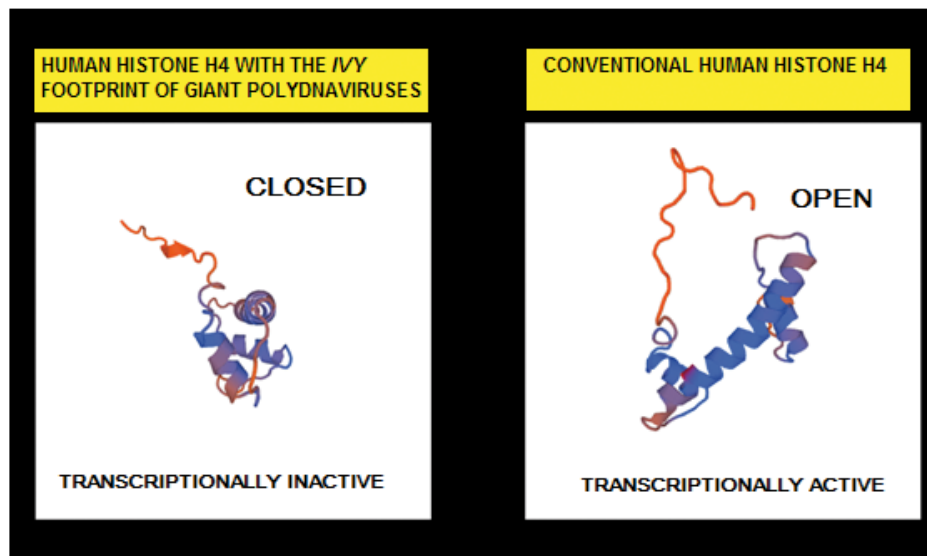 HUMAN HISTONE H4 WITH THE IVY
FOOTPRINT OF GIANT POLYDNAVIRUSES
CLOSED
TRANSCRIPTIONALLY INACTIVE
CONVENTIONAL HUMAN HISTONE H4
OPEN
TRANSCRIPTIONALLY ACTIVE